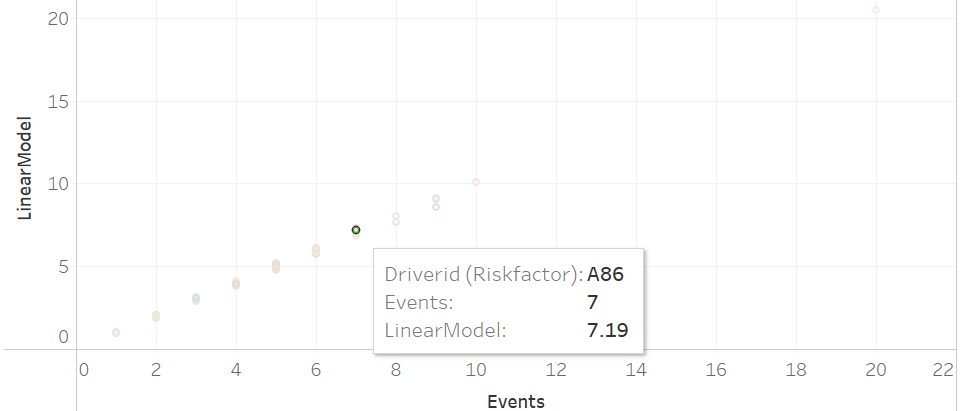 20
15
10
5
0
LinearModel
Driverid (Riskfactor): A86
Events: 7
LinearModel: 7.19
0 2 4 6 8 10 12 14 16 18 20 22
Events